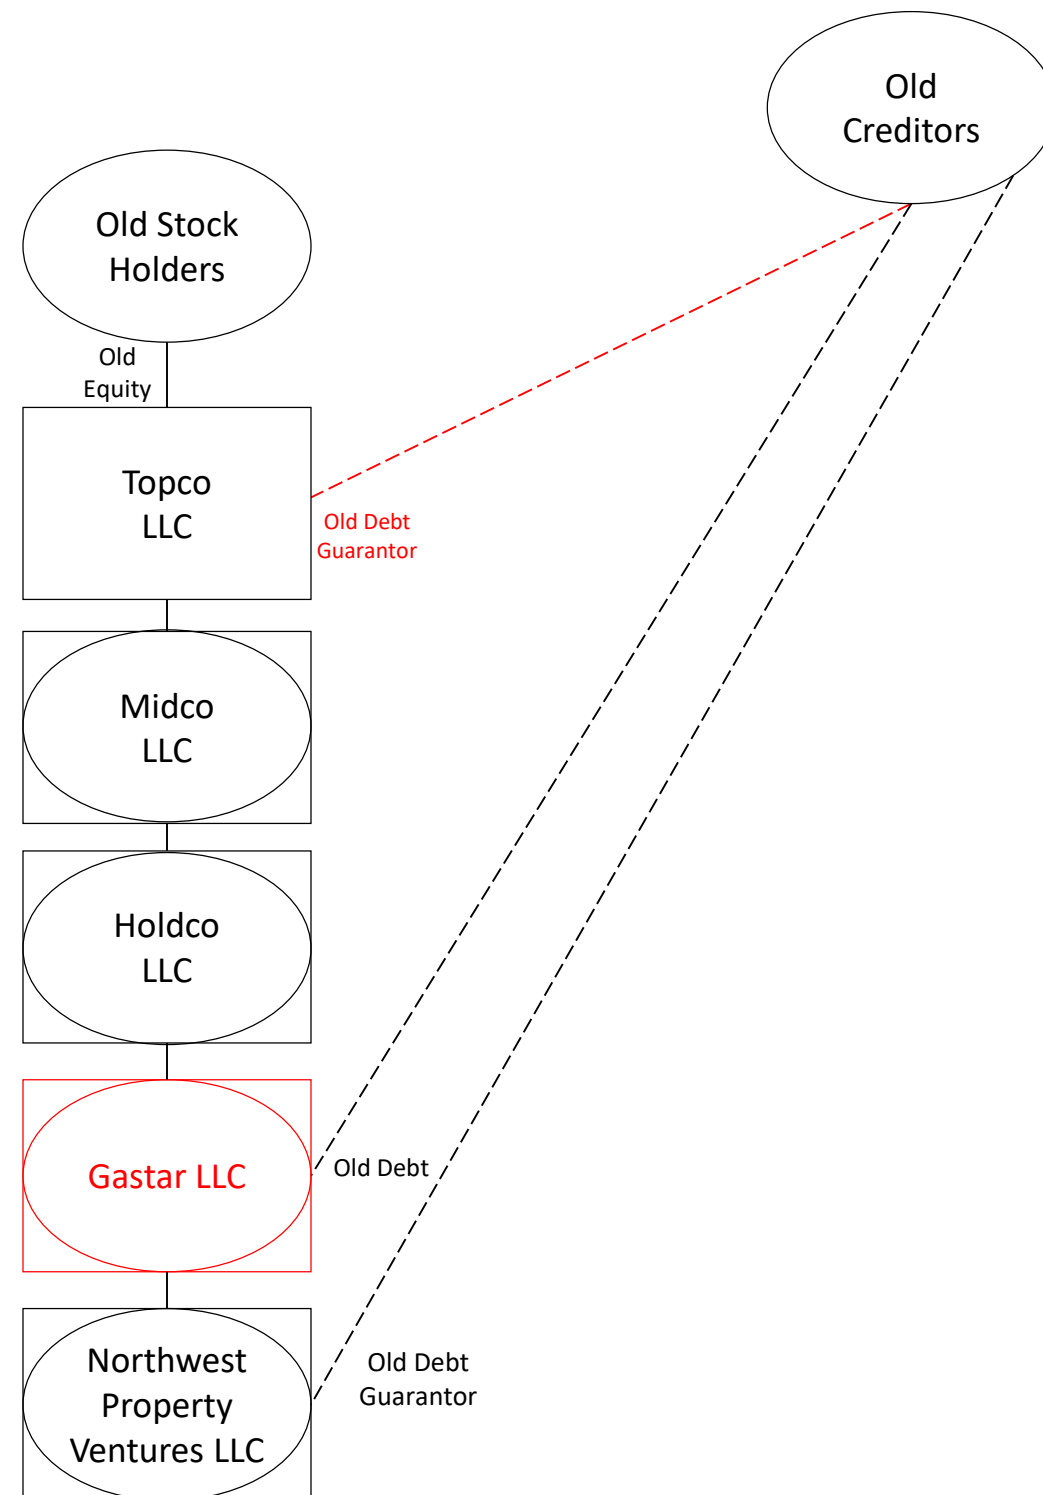 Old
Creditors
Old Stock
Holders
Old
Equity
Topco
LLC
Old Debt
Guarantor
Midco
LLC
Holdco
LLC
Gastar LLC
Old Debt
Northwest
Property
Ventures LLC
Old Debt
Guarantor